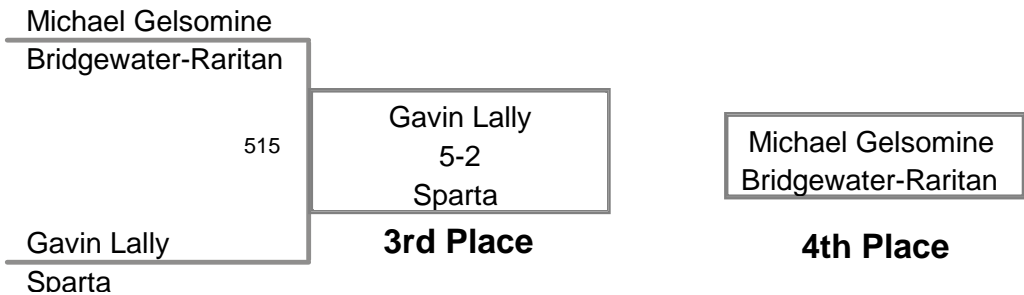 Michael Gelsomine
Bridgewater-Raritan
515
Gavin Lally
Sparta
Gavin Lally
5-2
Sparta
3rd Place
Michael Gelsomine
Bridgewater-Raritan
4th Place